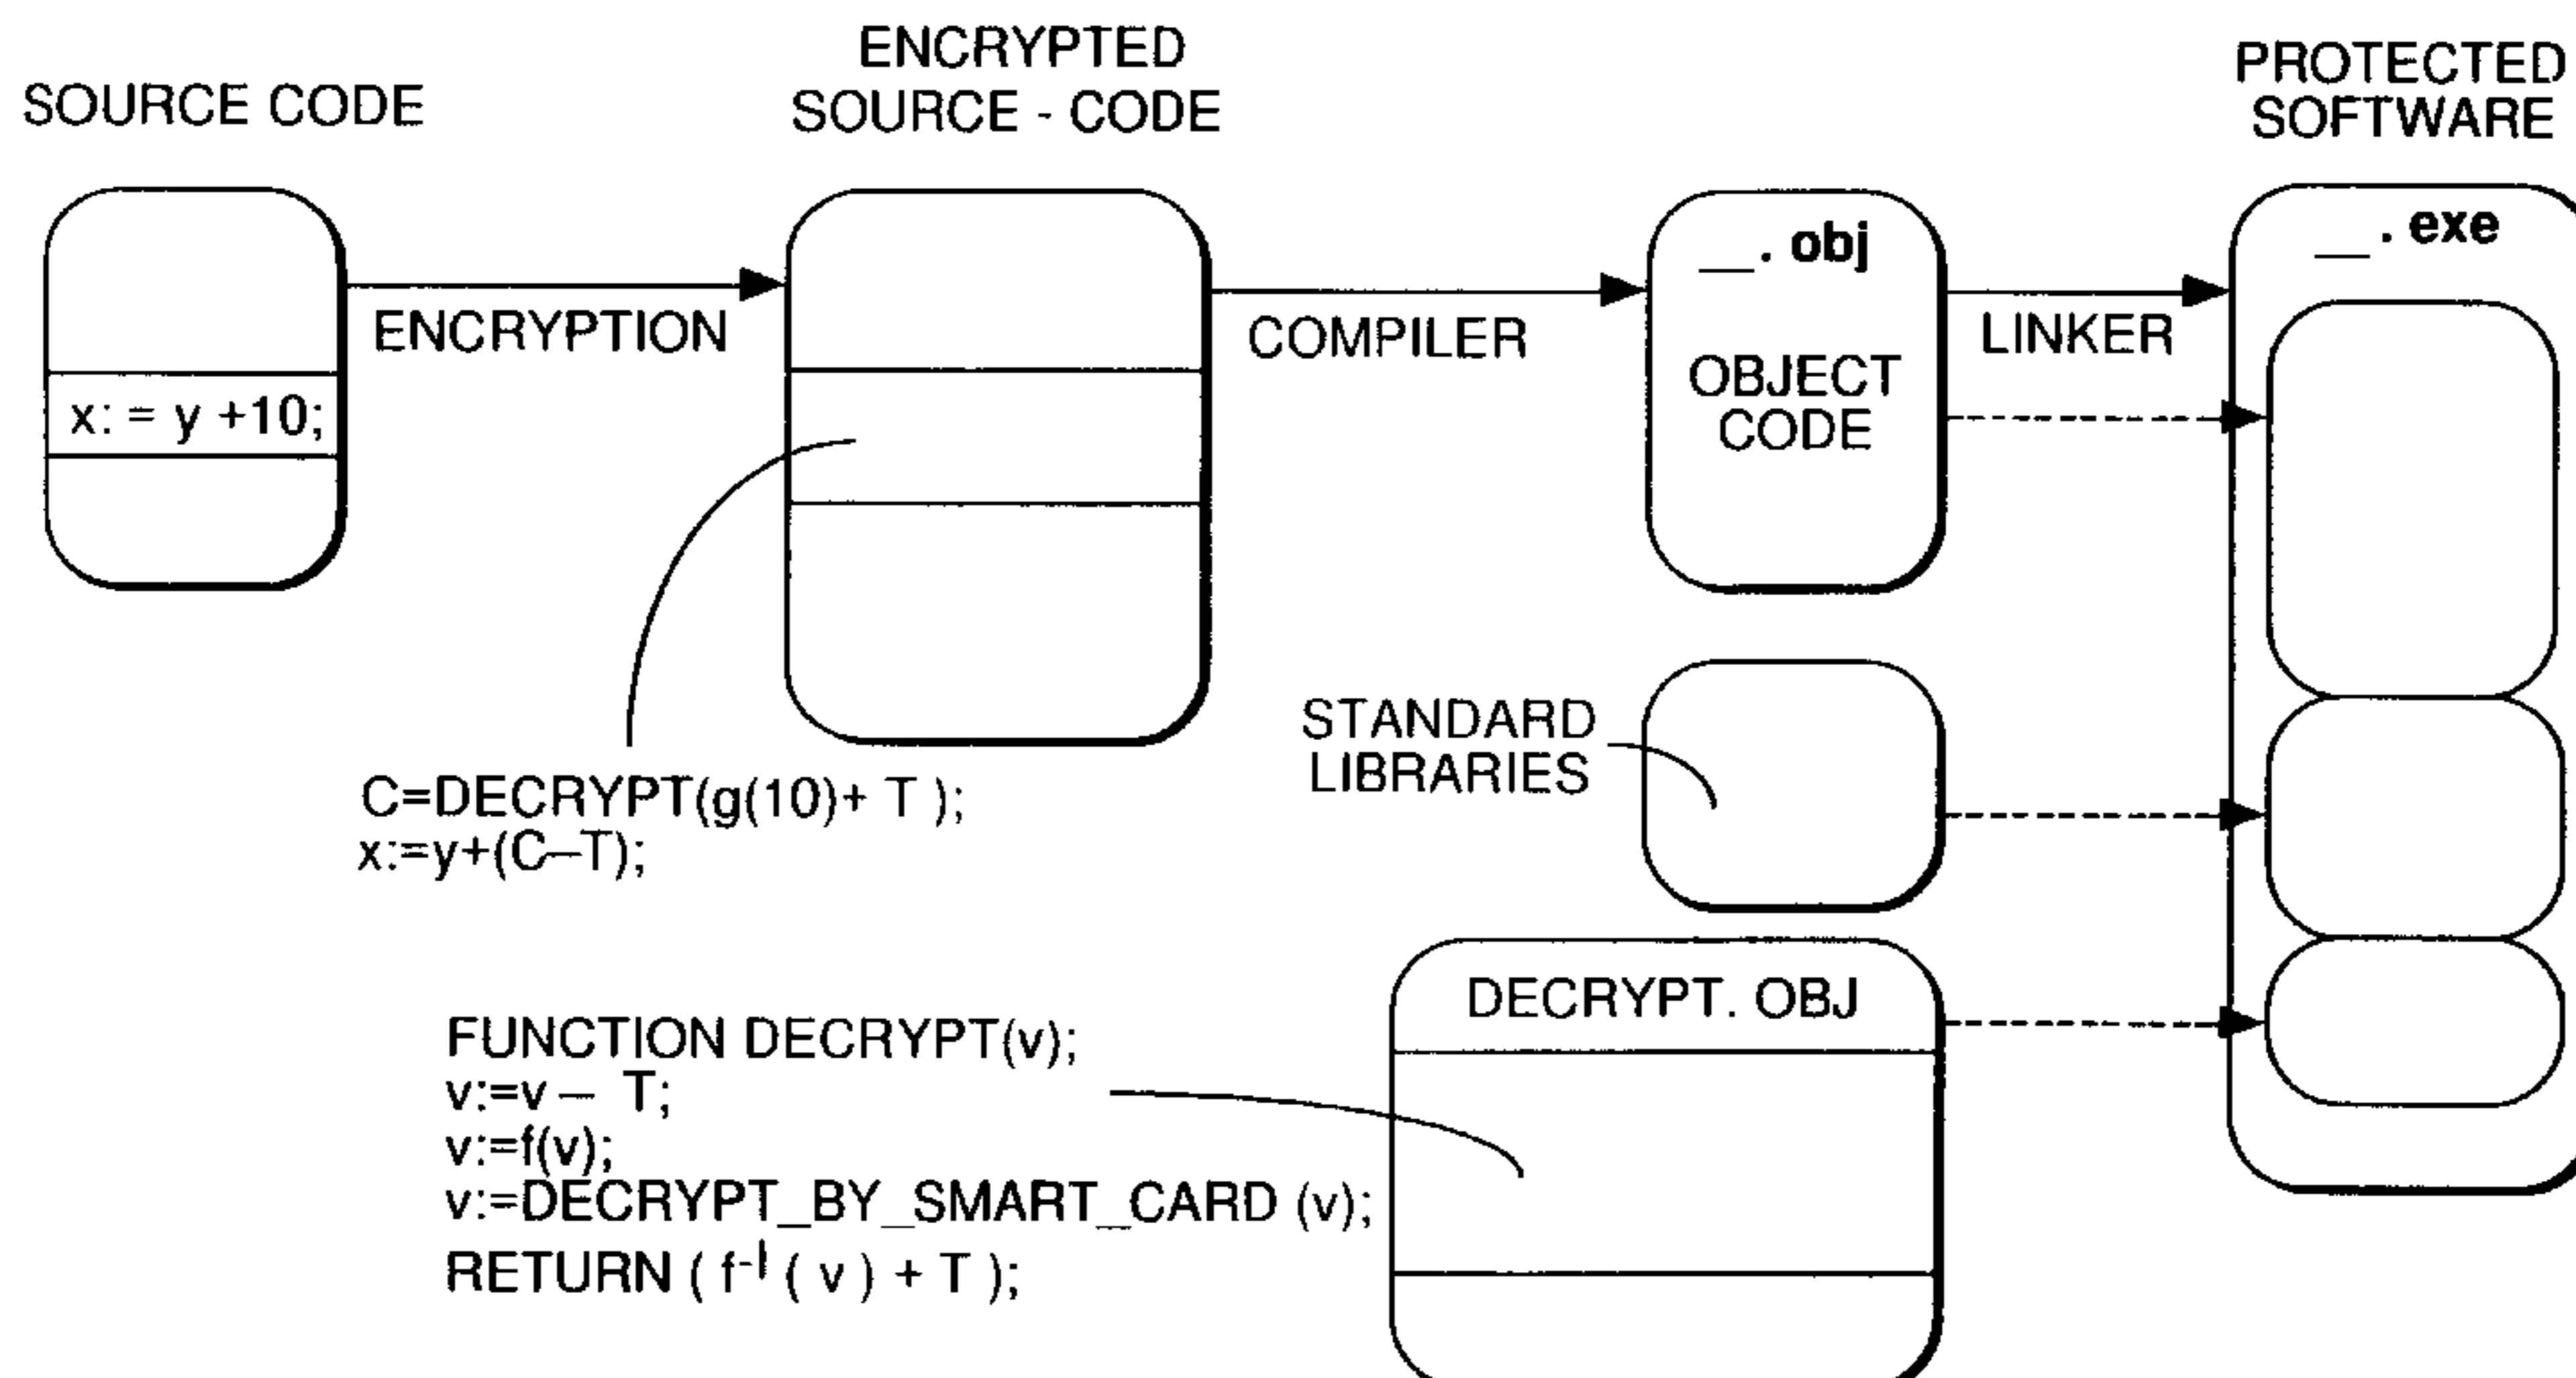 SOURCE CODE
ENCRYPTED
SOURCE - CODE
PROTECTED
SOFTWARE
x: = y +10;
ENCRYPTION
COMPILER
__. obj
OBJECT
CODE
LINKER
__. exe
C=DECRYPT(g(10)+ T );
x:=y+(C—T);
STANDARD
LIBRARIES
DECRYPT. OBJ
FUNCTION DECRYPT(v);
v:=v — T;
v:=f(v);
v:=DECRYPT_BY_SMART_CARD (v);
RETURN ( f⁻¹ ( v ) + T );